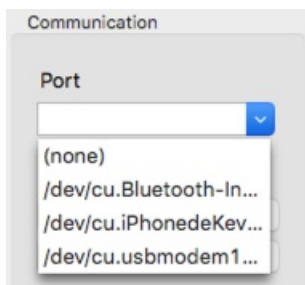 Communication
Port
(none)
/dev/cu.Bluetooth-In...
/dev/cu.iPhonedeKev...
/dev/cu.usbmodem1...